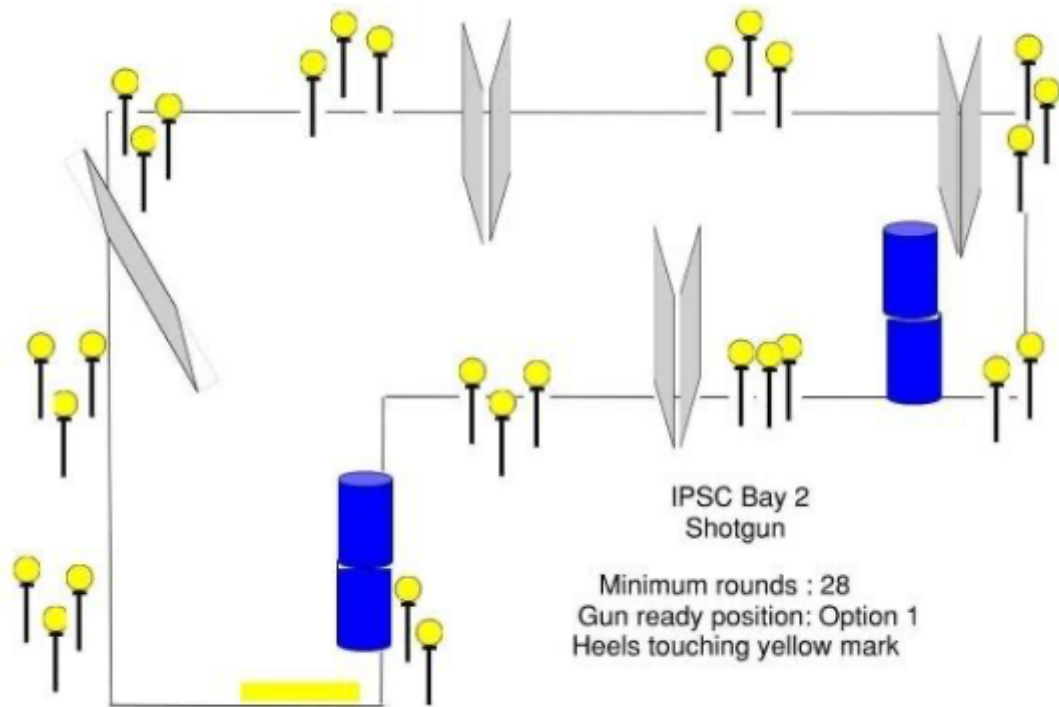 IPSC Bay 2
Shotgun
Minimum rounds : 28
Gun ready position: Option 1
Heels touching yellow mark